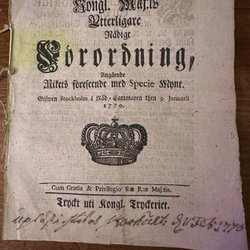 Kongl. Maj:ts
Ytterligare
Nådige
Förordning,
Angående
Rikets förseende med Specie Mynt.
Gifven Stockholm i Råd-Cammaren then 9 Januarii
1770.
Cum Gratia & Privilegio S:æ R:æ Maj:tis.
Tryckt uti Kongl. Tryckeriet.